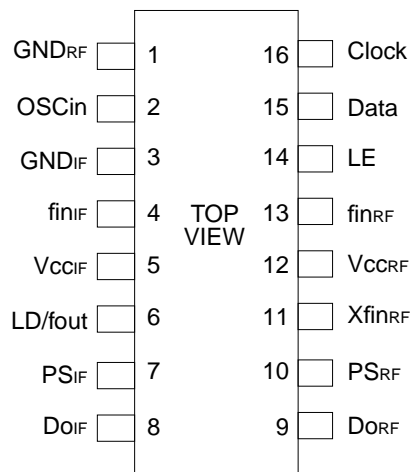 GNDRF 1 16 Clock
OSCin 2 15 Data
GNDIF 3 14 LE
finIF 4 TOP 13 finRF
VIEW
VccIF 5 12 VccRF
LD/fout 6 11 XfinRF
PSIF 7 10 PSRF
DoIF 8 9 DoRF